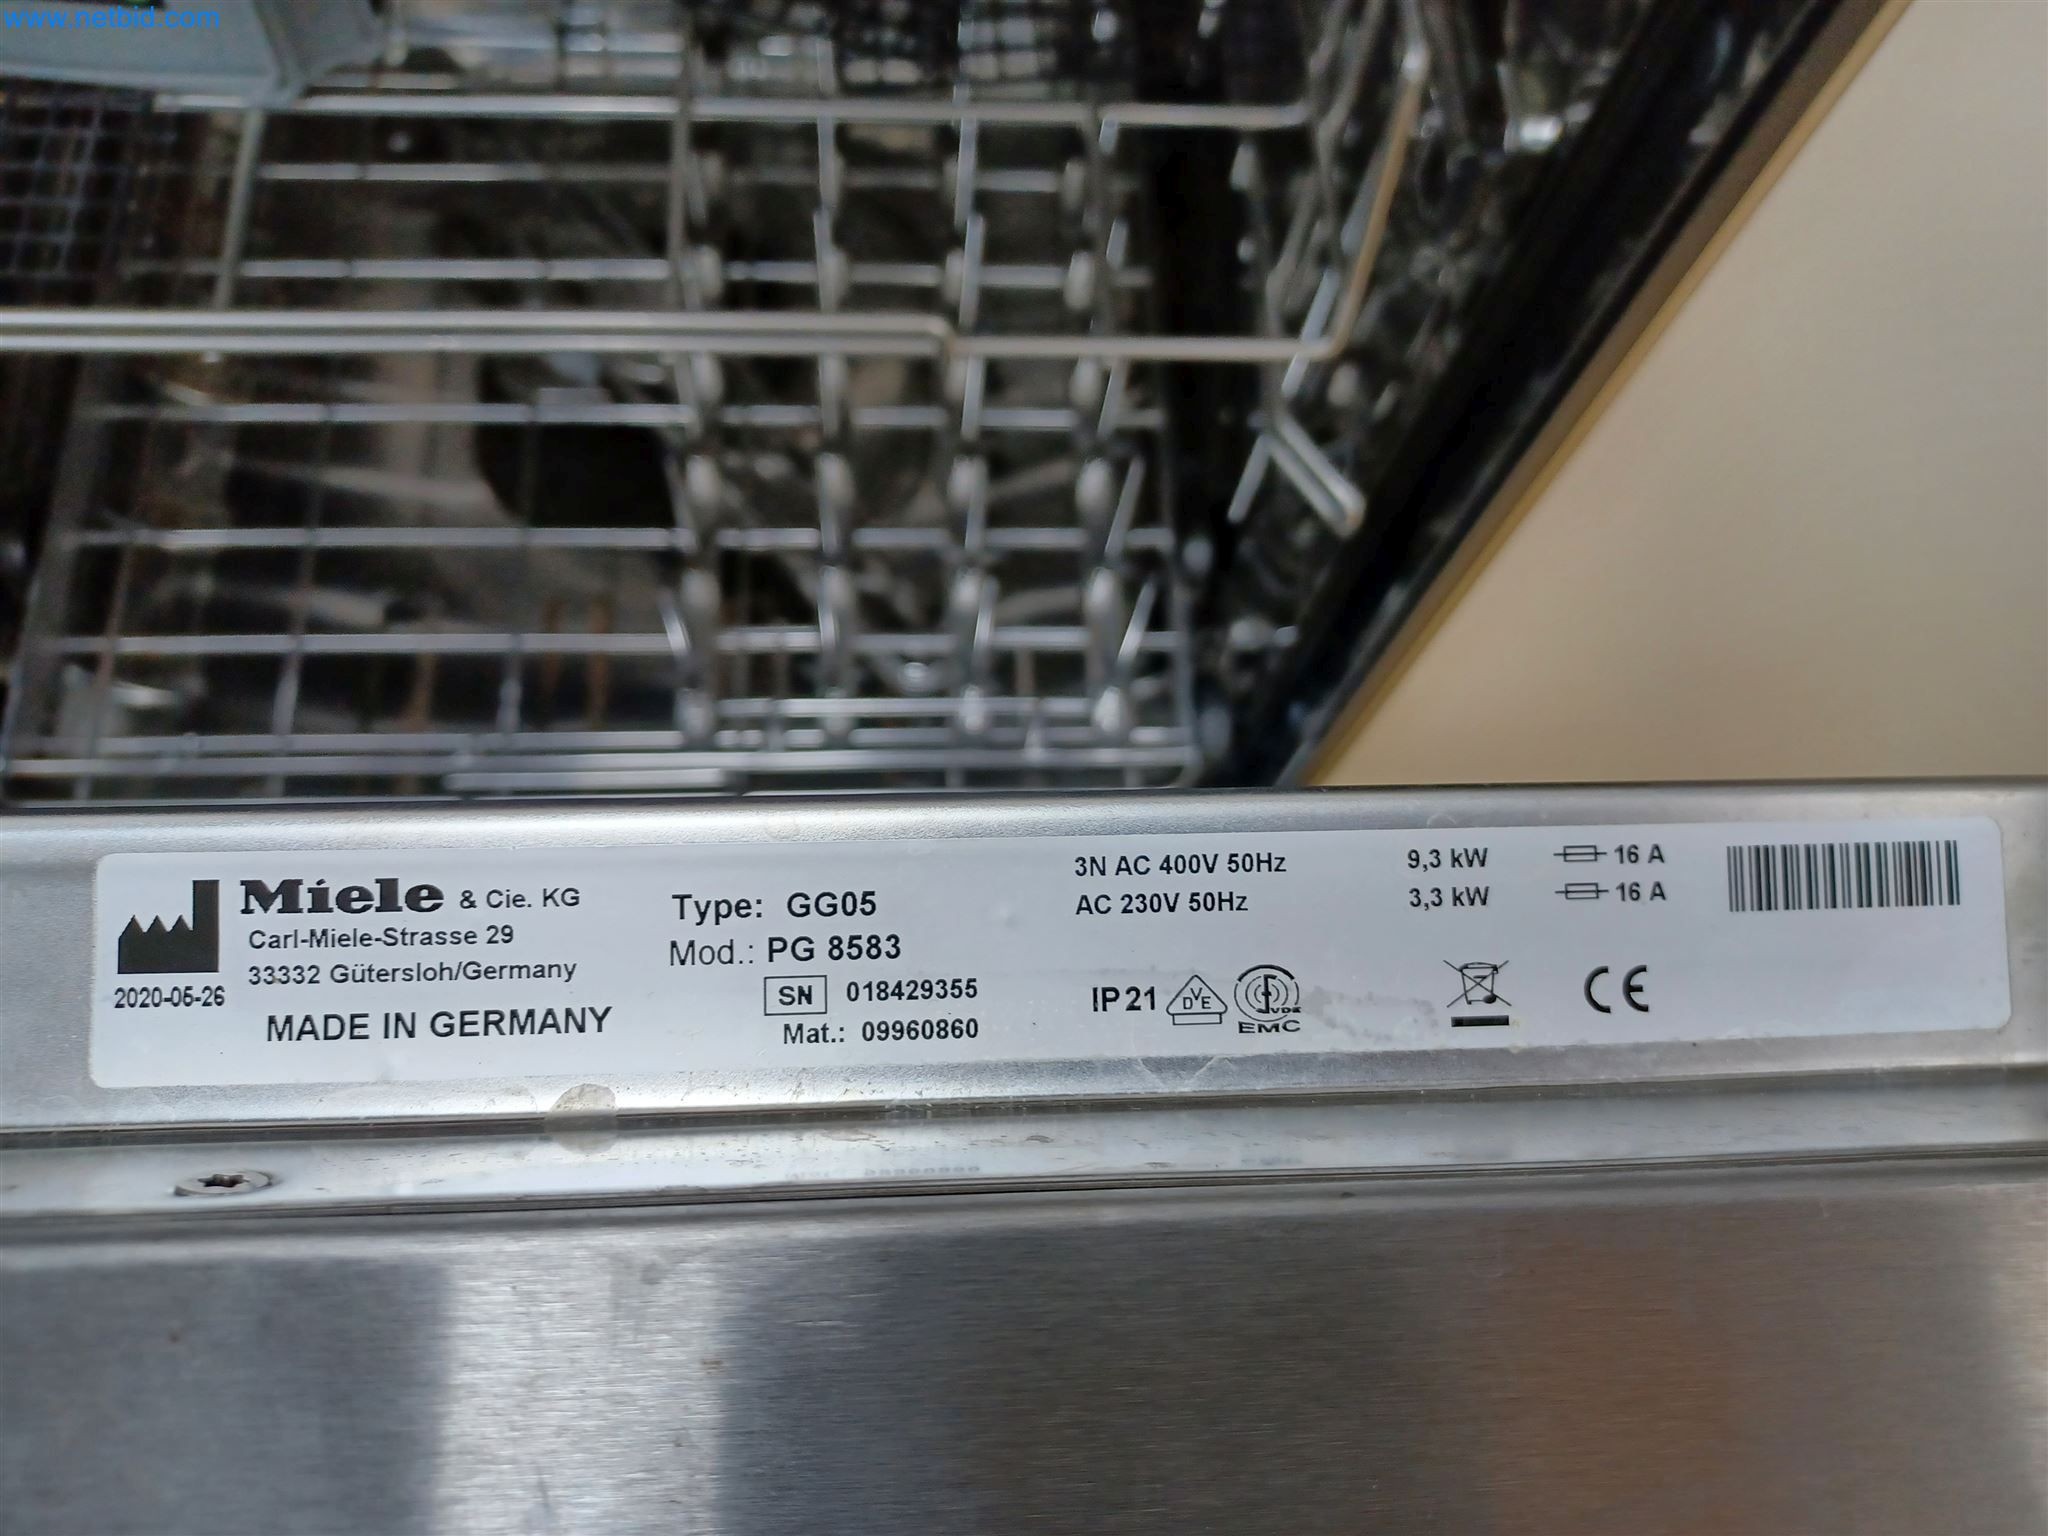 www.netbid.com
Miele & Cie. KG
Carl-Miele-Strasse 29
33332 Gütersloh/Germany
2020-05-26
MADE IN GERMANY
Type: GG05
Mod.: PG 8583
SN 018429355
Mat.: 09960860
3N AC 400V 50Hz 9,3 kW 16 A
AC 230V 50Hz 3,3 kW 16 A
IP21 DVE VDE EMC CE